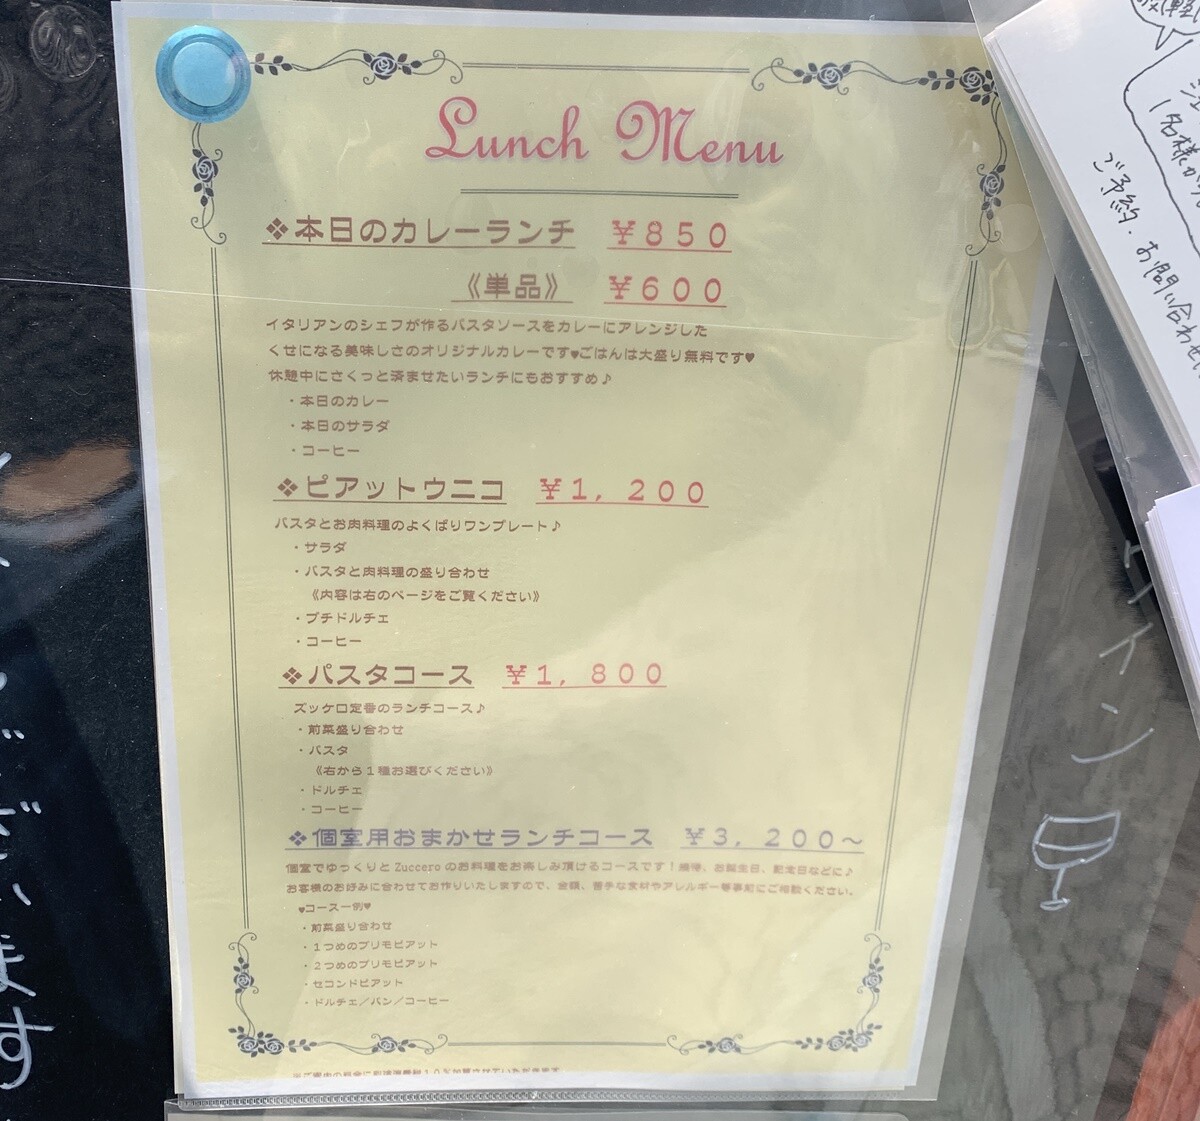 Lunch Menu
❖本日のカレーランチ ¥850
《単品》 ¥600
イタリアンのシェフが作るパスタソースをカレーにアレンジした
くせになる美味しさのオリジナルカレーです♥ごはんは大盛り無料です♥
休憩中にさくっと済ませたいランチにもおすすめ♪
・本日のカレー
・本日のサラダ
・コーヒー
❖ピアットウニコ ¥1,200
パスタとお肉料理のよくばりワンプレート♪
・サラダ
・パスタと肉料理の盛り合わせ
《内容は右のページをご覧ください》
・プチドルチェ
・コーヒー
❖パスタコース ¥1,800
ズッケロ定番のランチコース♪
・前菜盛り合わせ
・パスタ
《右から1種お選びください》
・ドルチェ
・コーヒー
❖個室用おまかせランチコース ¥3,200〜
個室でゆっくりとZucceroのお料理をお楽しみ頂けるコースです!接待、お誕生日、記念日などに♪
お客様のお好みに合わせてお作りいたしますので、金額、苦手な食材やアレルギー等事前にご相談ください。
♥コース一例♥
・前菜盛り合わせ
・1つめのプリモピアット
・2つめのプリモピアット
・セコンドピアット
・ドルチェ/パン/コーヒー
1名様から
ご予約・お問い合わせ
ございます